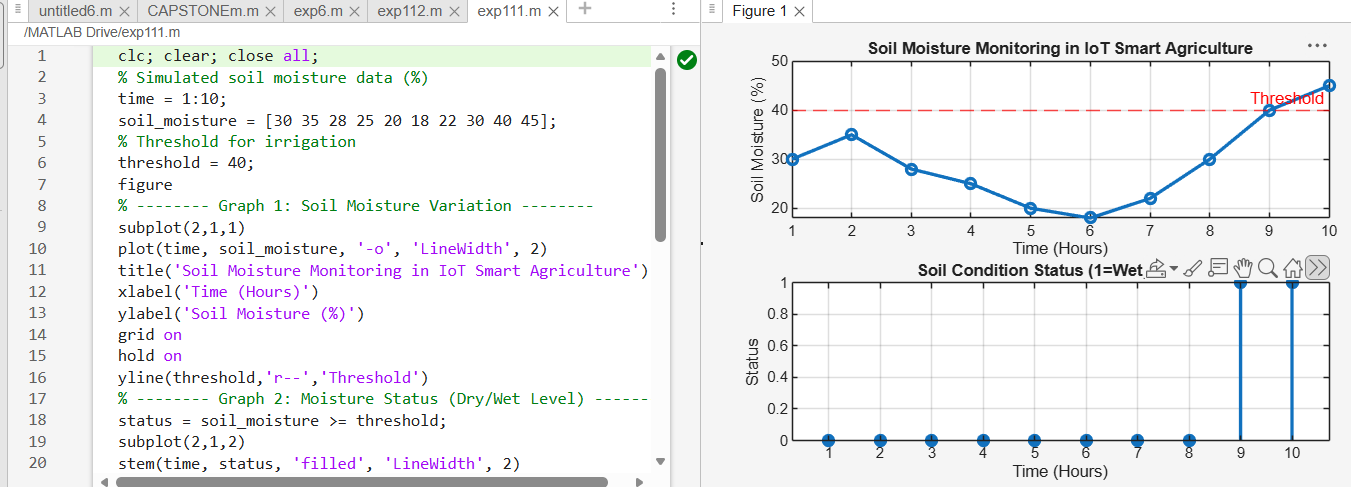 untitled6.m × CAPSTONEm.m × exp6.m × exp112.m × exp111.m × +
/MATLAB Drive/exp111.m
1 clc; clear; close all;
2 % Simulated soil moisture data (%)
3 time = 1:10;
4 soil_moisture = [30 35 28 25 20 18 22 30 40 45];
5 % Threshold for irrigation
6 threshold = 40;
7 figure
8 % -------- Graph 1: Soil Moisture Variation --------
9 subplot(2,1,1)
10 plot(time, soil_moisture, '-o', 'LineWidth', 2)
11 title('Soil Moisture Monitoring in IoT Smart Agriculture')
12 xlabel('Time (Hours)')
13 ylabel('Soil Moisture (%)')
14 grid on
15 hold on
16 yline(threshold,'r--','Threshold')
17 % -------- Graph 2: Moisture Status (Dry/Wet Level) ------
18 status = soil_moisture >= threshold;
19 subplot(2,1,2)
20 stem(time, status, 'filled', 'LineWidth', 2)
Figure 1 ×
Soil Moisture Monitoring in IoT Smart Agriculture
Soil Moisture (%)
50
40
30
20
Threshold
1 2 3 4 5 6 7 8 9 10
Time (Hours)
Soil Condition Status (1=Wet
Status
1
0.8
0.6
0.4
0.2
0
1 2 3 4 5 6 7 8 9 10
Time (Hours)